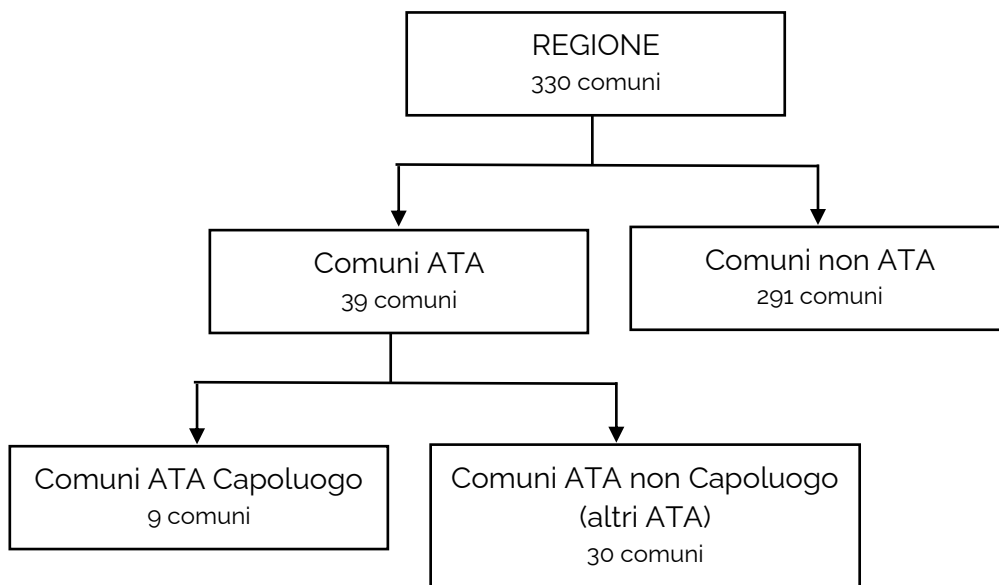 REGIONE
330 comuni
Comuni ATA
39 comuni
Comuni non ATA
291 comuni
Comuni ATA Capoluogo
9 comuni
Comuni ATA non Capoluogo
(altri ATA)
30 comuni